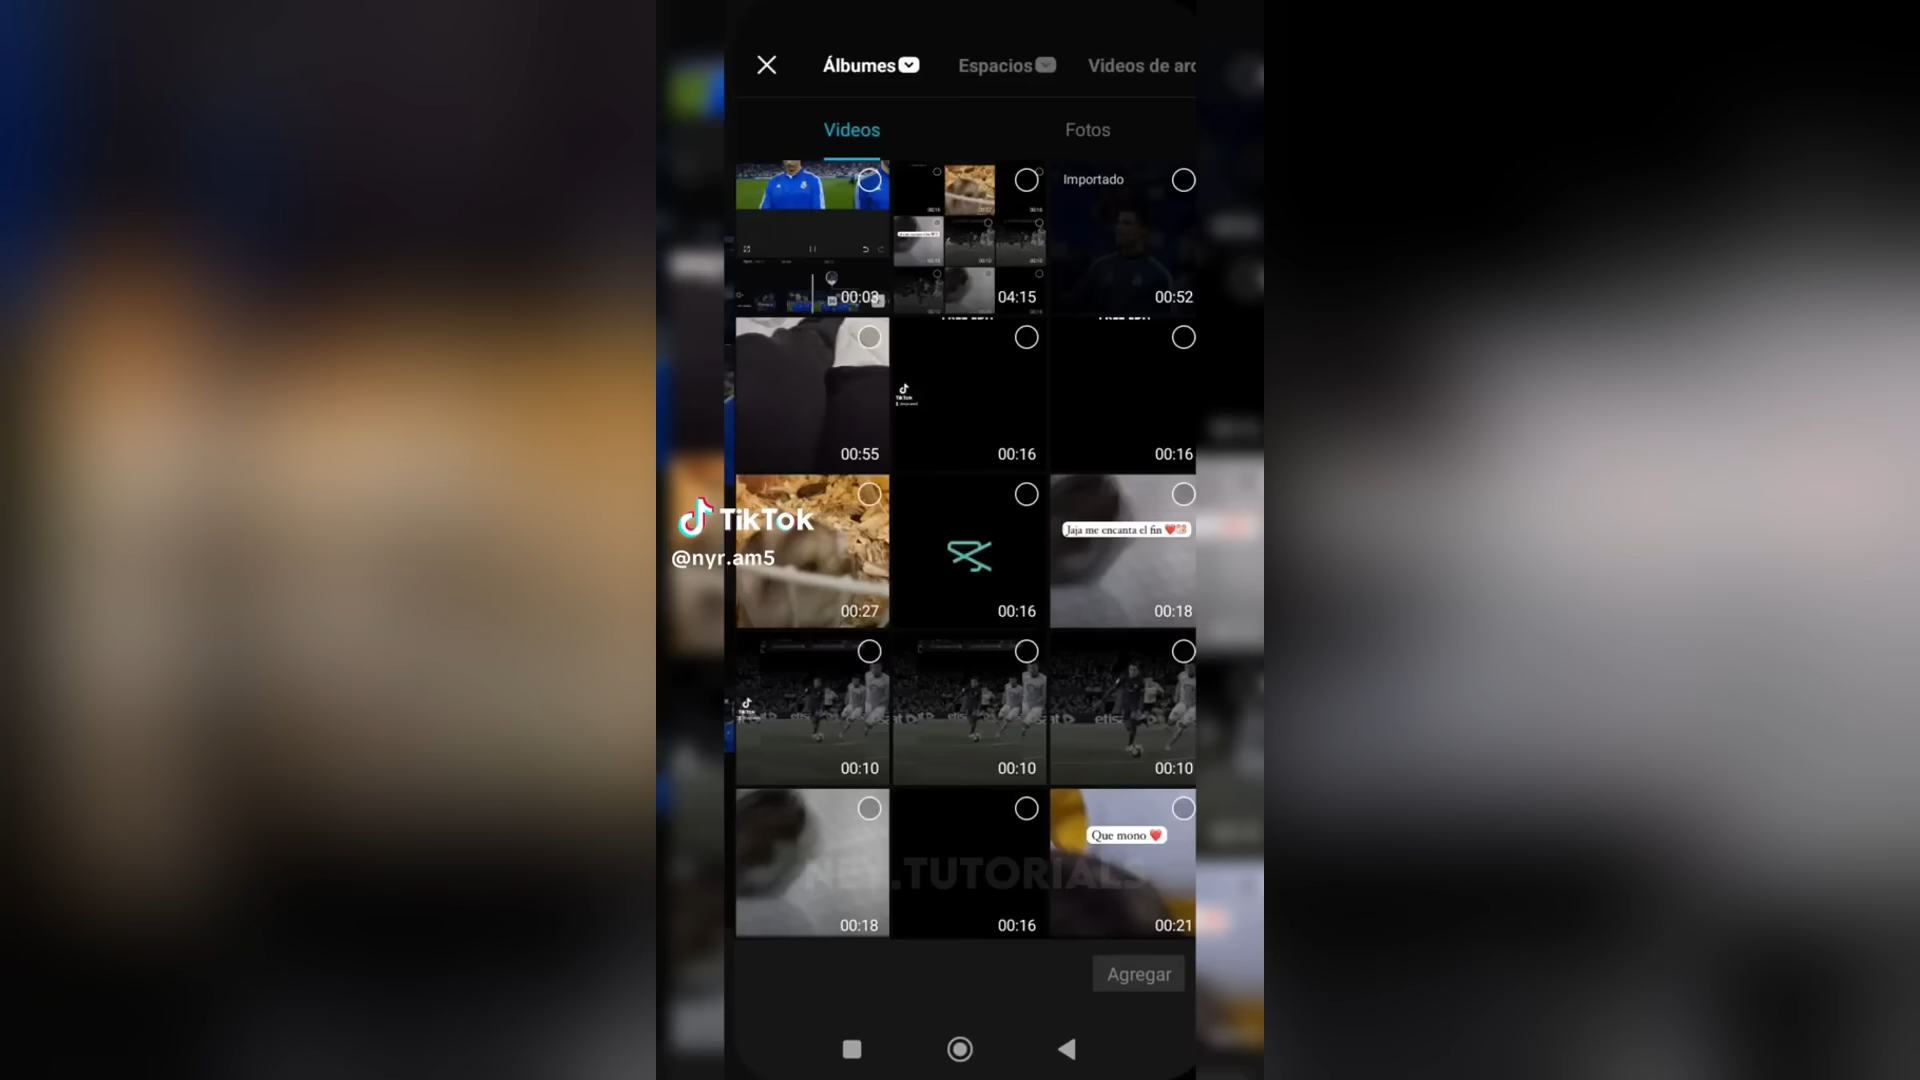 Álbumes
Espacios
Videos de arc
Videos
Fotos
Importado
00:03
04:15
00:52
00:55
TikTok
00:16
00:16
TikTok
@nyr.am5
00:27
00:16
Jaja me encanta el fin ❤️🥰
00:18
00:10
00:10
00:10
Que mono ❤️
.TUTORIALS
00:18
00:16
00:21
Agregar